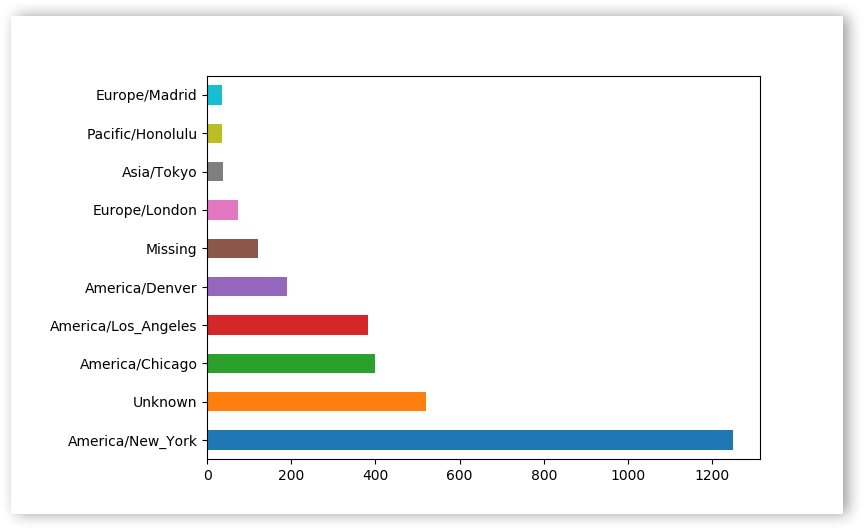 Europe/Madrid
Pacific/Honolulu
Asia/Tokyo
Europe/London
Missing
America/Denver
America/Los_Angeles
America/Chicago
Unknown
America/New_York
0 200 400 600 800 1000 1200